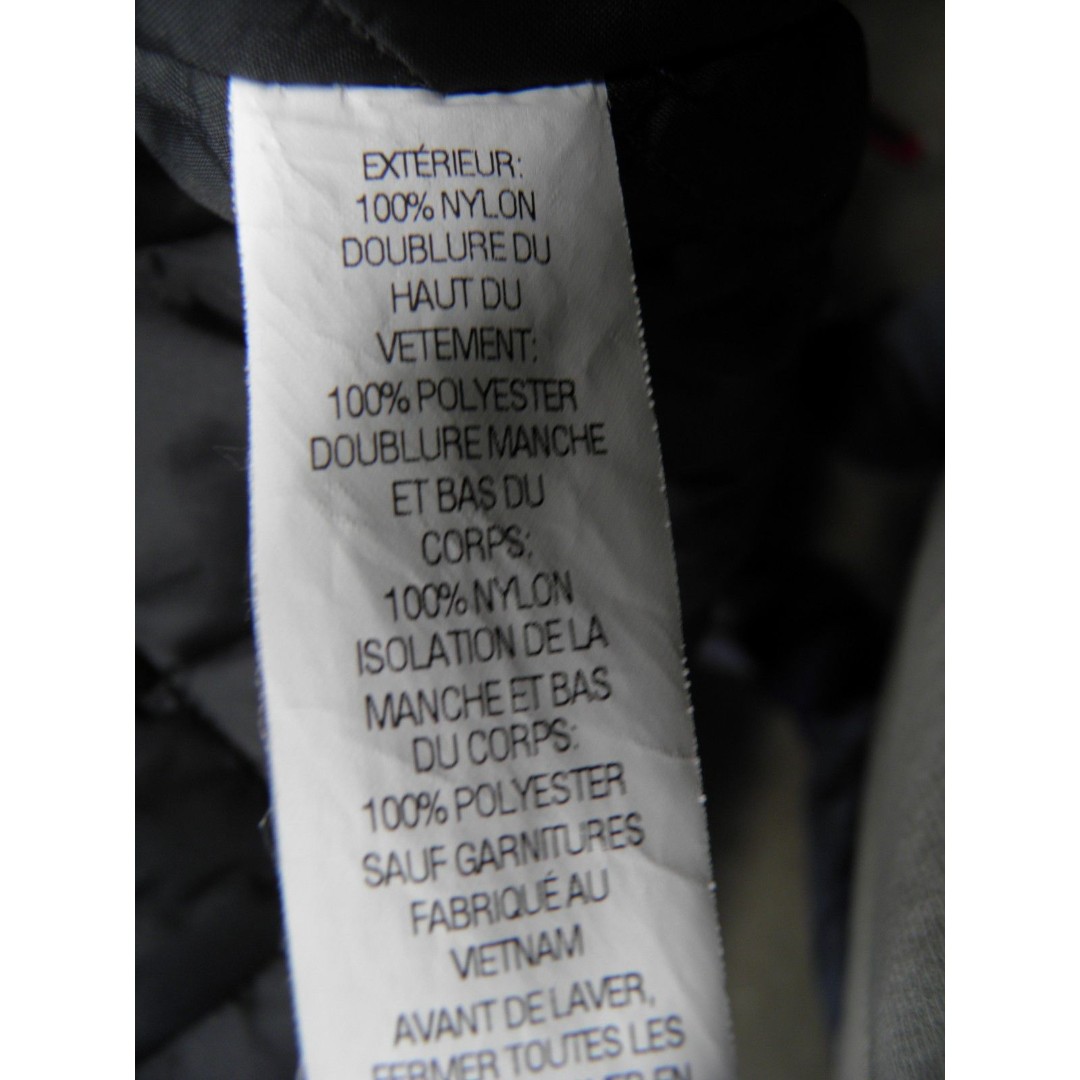 EXTÉRIEUR:
100% NYLON
DOUBLURE DU
HAUT DU
VETEMENT:
100% POLYESTER
DOUBLURE MANCHE
ET BAS DU
CORPS:
100% NYLON
ISOLATION DE LA
MANCHE ET BAS
DU CORPS:
100% POLYESTER
SAUF GARNITURES
FABRIQUÉ AU
VIETNAM
AVANT DE LAVER,
FERMER TOUTES LES
EN